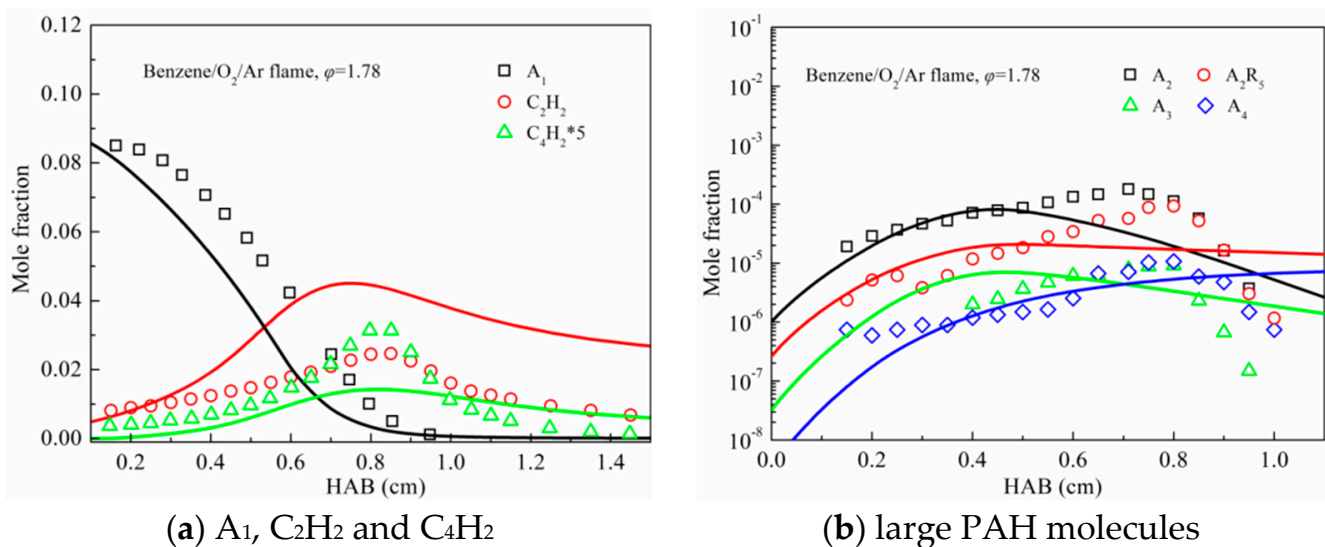 0.12
0.10
0.08
0.06
0.04
0.02
0.00
Mole fraction
Benzene/O₂/Ar flame, φ=1.78
A₁
C₂H₂
C₄H₂*5
0.2 0.4 0.6 0.8 1.0 1.2 1.4
HAB (cm)
(a) A₁, C₂H₂ and C₄H₂
10⁻¹
10⁻²
10⁻³
10⁻⁴
10⁻⁵
10⁻⁶
10⁻⁷
10⁻⁸
Mole fraction
Benzene/O₂/Ar flame, φ=1.78
A₂ A₂R₅
A₃ A₄
0.0 0.2 0.4 0.6 0.8 1.0
HAB (cm)
(b) large PAH molecules